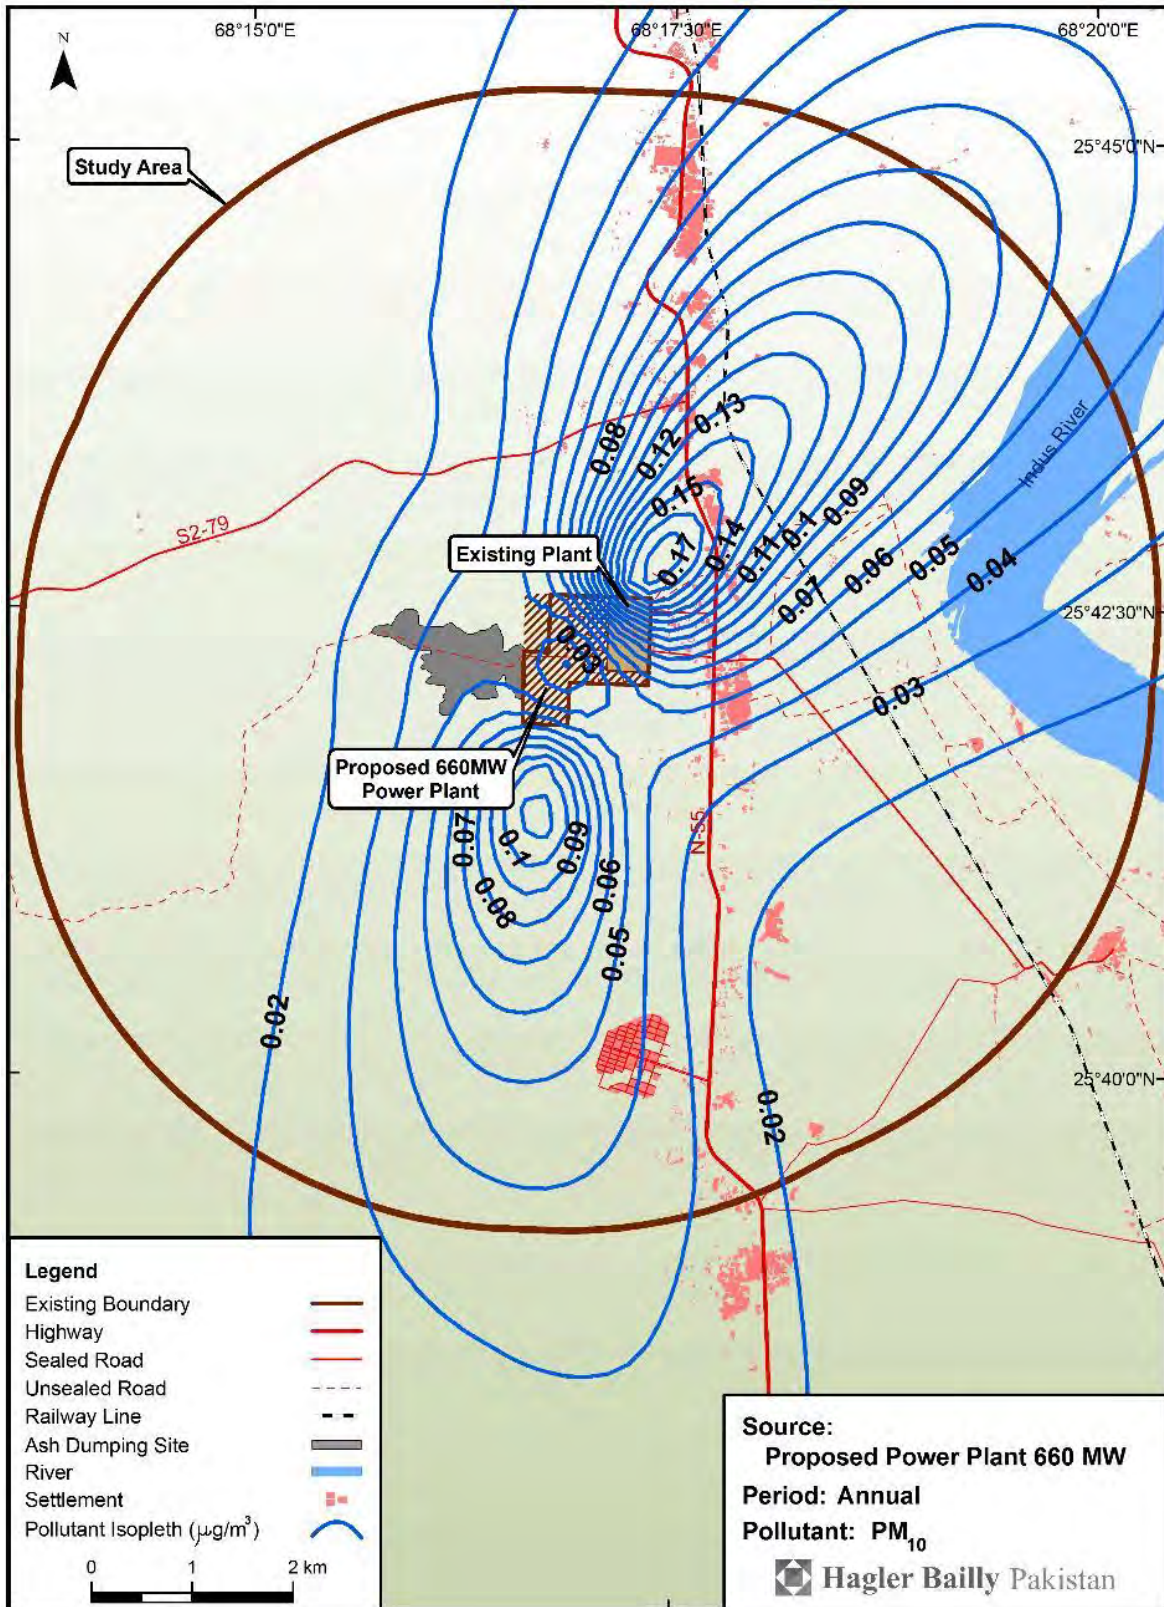 68°15'0"E
68°17'30"E
68°20'0"E
N
25°45'0"N
Study Area
0.13
0.08
0.12
Indus River
0.15
0.09
S2-79
0.14
0.1
Existing Plant
0.17
0.11
0.05
0.06
0.04
0.07
25°42'30"N
0.03
0.03
Proposed 660MW
Power Plant
N-55
0.07
0.09
0.1
0.06
0.08
0.05
0.02
25°40'0"N
0.02
Legend
Existing Boundary
Highway
Sealed Road
Unsealed Road
Railway Line
Ash Dumping Site
River
Settlement
Pollutant Isopleth (µg/m³)
0 1 2 km
Source:
Proposed Power Plant 660 MW
Period: Annual
Pollutant: PM₁₀
Hagler Bailly Pakistan